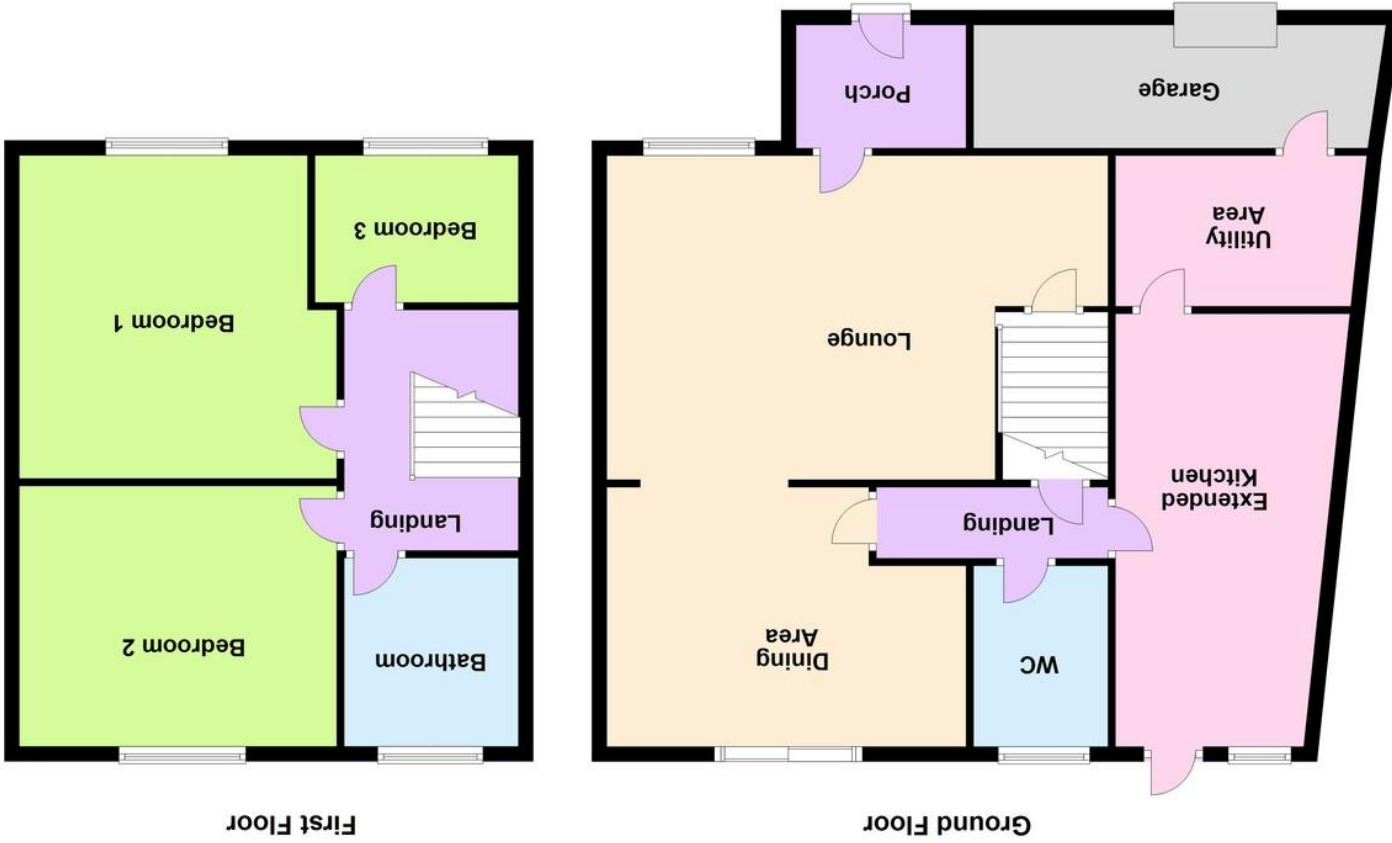 Ground Floor
WC
Dining
Area
Landing
Extended
Kitchen
Lounge
Utility
Area
Garage
Porch
First Floor
Bathroom
Bedroom 2
Landing
Bedroom 1
Bedroom 3